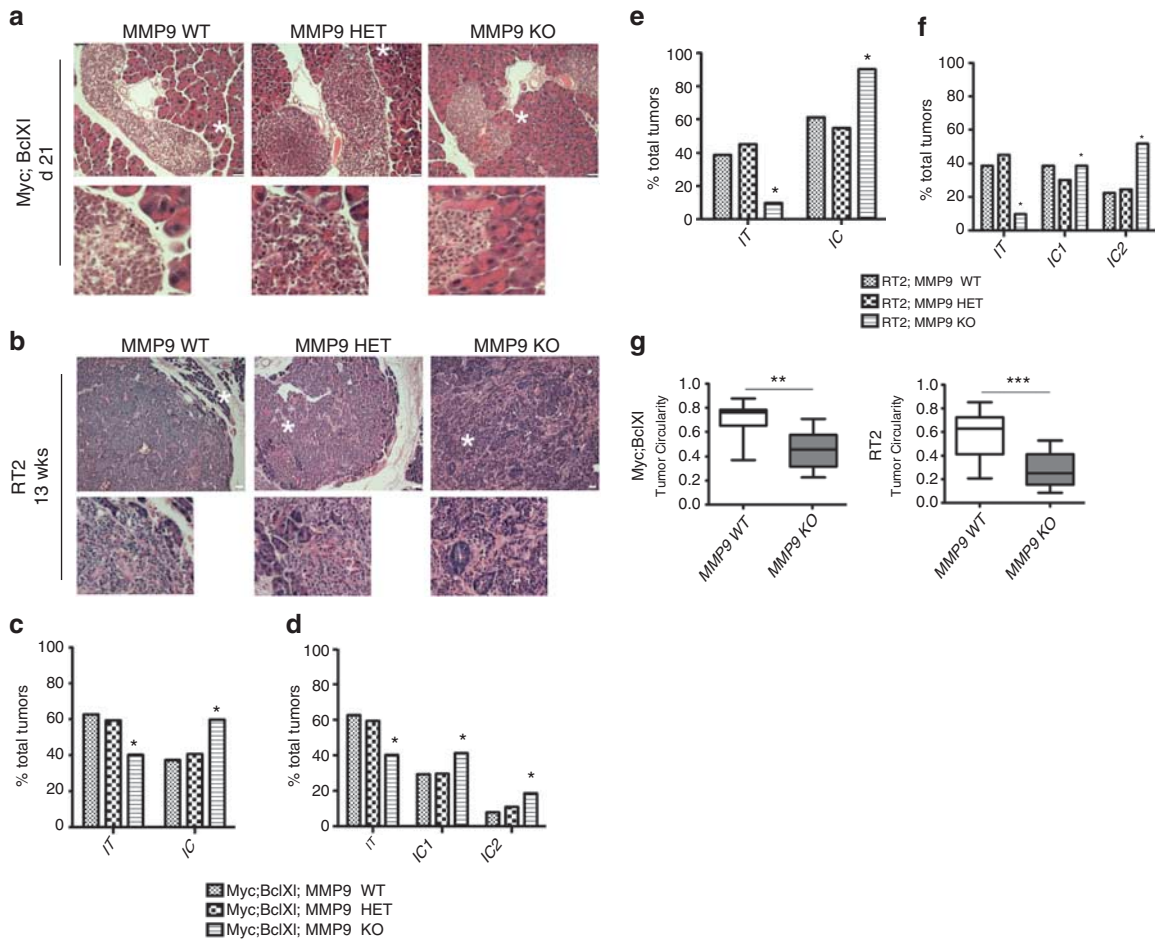 a
MMP9 WT MMP9 HET MMP9 KO
Myc; BclXl
d 21
*
*
*
b
MMP9 WT MMP9 HET MMP9 KO
RT2
13 wks
*
*
*
c
% total tumors
100
80
60
40
20
0
*
*
IT IC
d
% total tumors
100
80
60
40
20
0
*
*
*
IT IC1 IC2
Myc;BclXl; MMP9 WT
Myc;BclXl; MMP9 HET
Myc;BclXl; MMP9 KO
e
% total tumors
100
80
60
40
20
0
*
*
IT IC
f
% total tumors
100
80
60
40
20
0
*
*
*
IT IC1 IC2
RT2; MMP9 WT
RT2; MMP9 HET
RT2; MMP9 KO
g
Myc;BclXl
Tumor Circularity
1.0
0.8
0.6
0.4
0.2
0.0
**
MMP9 WT MMP9 KO
RT2
Tumor Circularity
1.0
0.8
0.6
0.4
0.2
0.0
***
MMP9 WT MMP9 KO